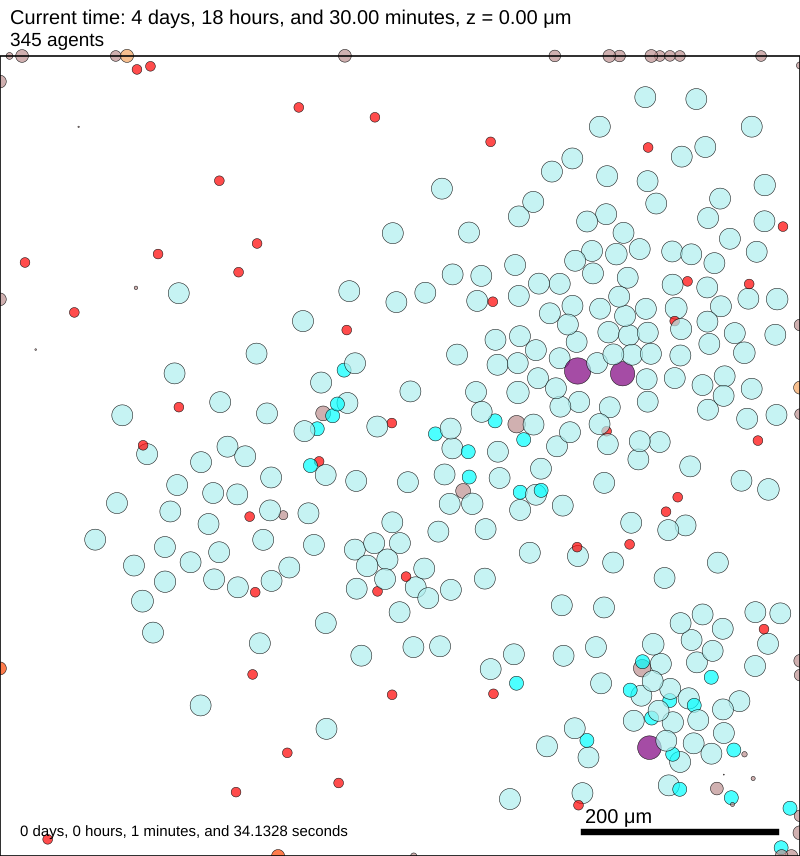 Current time: 4 days, 18 hours, and 30.00 minutes, z = 0.00 μm
345 agents
200 μm
0 days, 0 hours, 1 minutes, and 34.1328 seconds